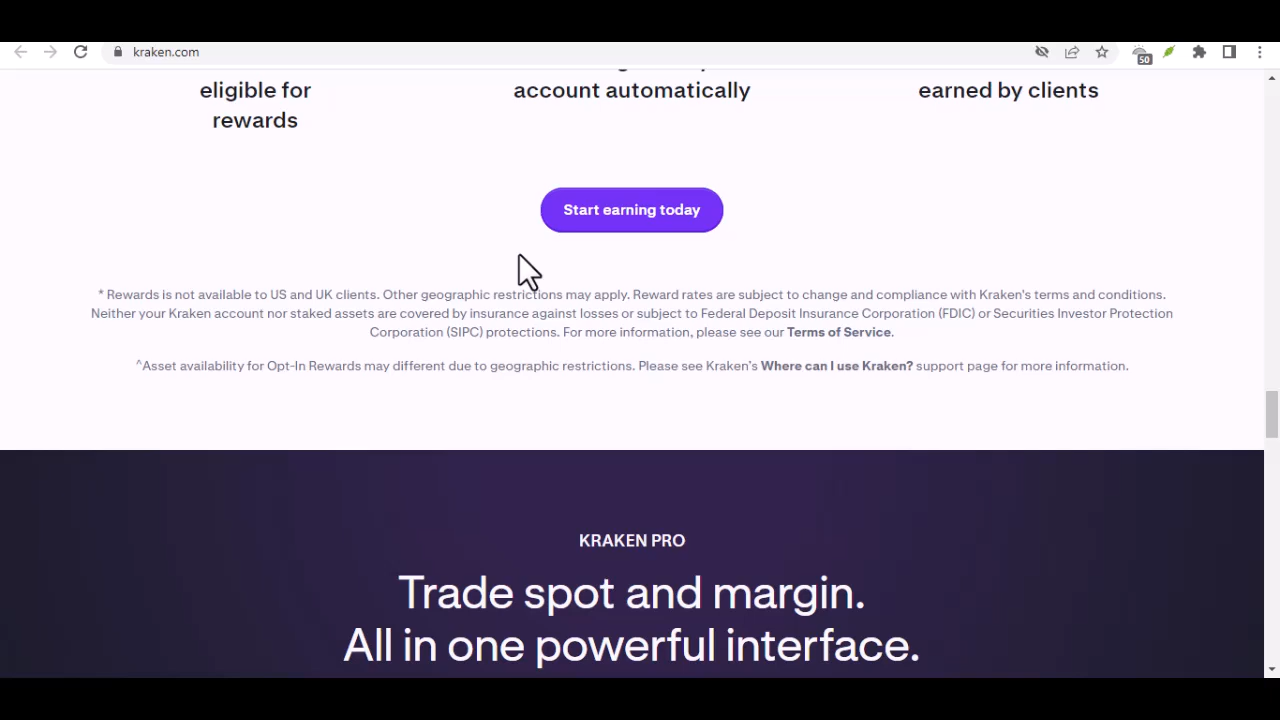 kraken.com
50
eligible for
rewards
account automatically
earned by clients
Start earning today
* Rewards is not available to US and UK clients. Other geographic restrictions may apply. Reward rates are subject to change and compliance with Kraken's terms and conditions.
Neither your Kraken account nor staked assets are covered by insurance against losses or subject to Federal Deposit Insurance Corporation (FDIC) or Securities Investor Protection
Corporation (SIPC) protections. For more information, please see our Terms of Service.
^Asset availability for Opt-In Rewards may different due to geographic restrictions. Please see Kraken's Where can I use Kraken? support page for more information.
KRAKEN PRO
Trade spot and margin.
All in one powerful interface.